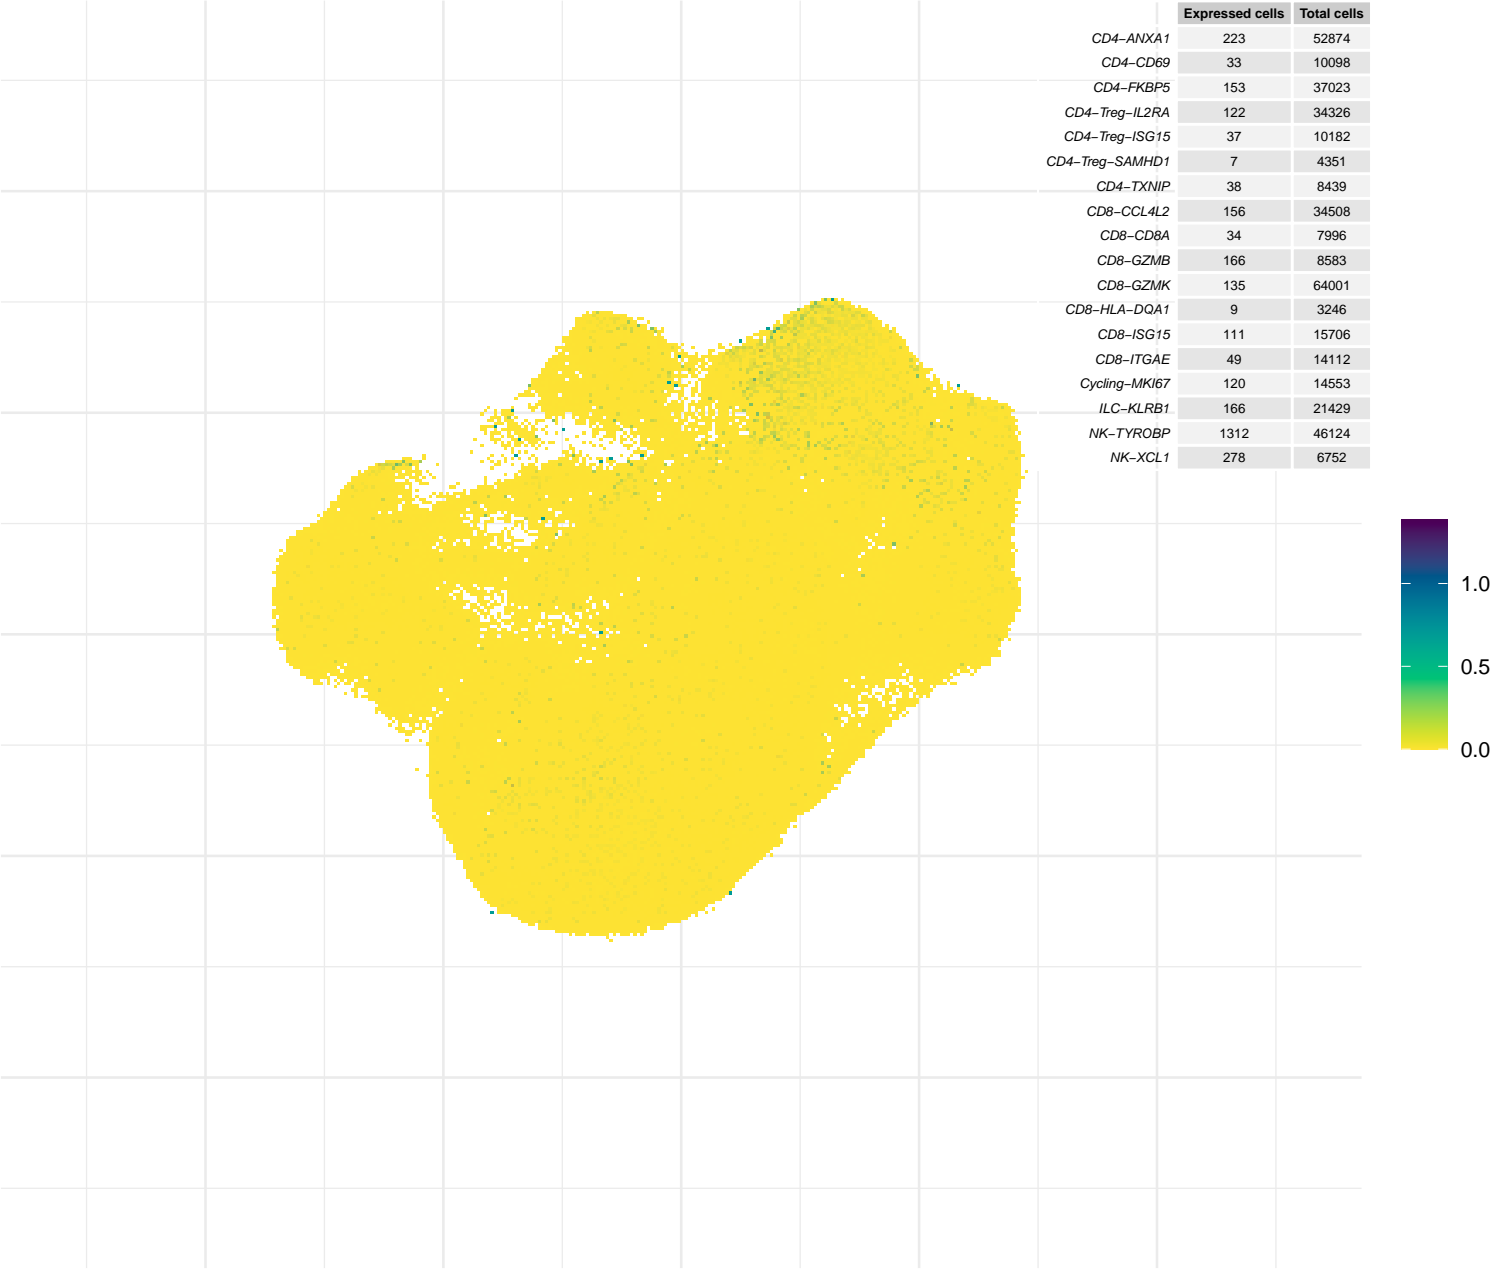 Expressed cells Total cells
CD4−ANXA1 223 52874
CD4−CD69 33 10098
CD4−FKBP5 153 37023
CD4−Treg−IL2RA 122 34326
CD4−Treg−ISG15 37 10182
CD4−Treg−SAMHD1 7 4351
CD4−TXNIP 38 8439
CD8−CCL4L2 156 34508
CD8−CD8A 34 7996
CD8−GZMB 166 8583
CD8−GZMK 135 64001
CD8−HLA−DQA1 9 3246
CD8−ISG15 111 15706
CD8−ITGAE 49 14112
Cycling−MKI67 120 14553
ILC−KLRB1 166 21429
NK−TYROBP 1312 46124
NK−XCL1 278 6752
1.0
0.5
0.0